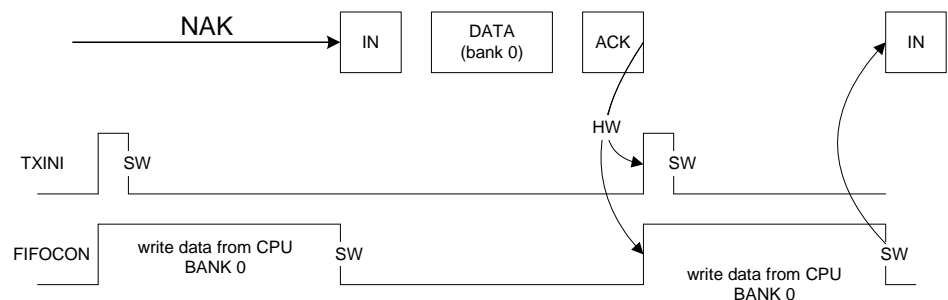 NAK
IN
DATA
(bank 0)
ACK
IN
HW
TXINI
SW
SW
FIFOCON
write data from CPU
BANK 0
SW
write data from CPU
BANK 0
SW